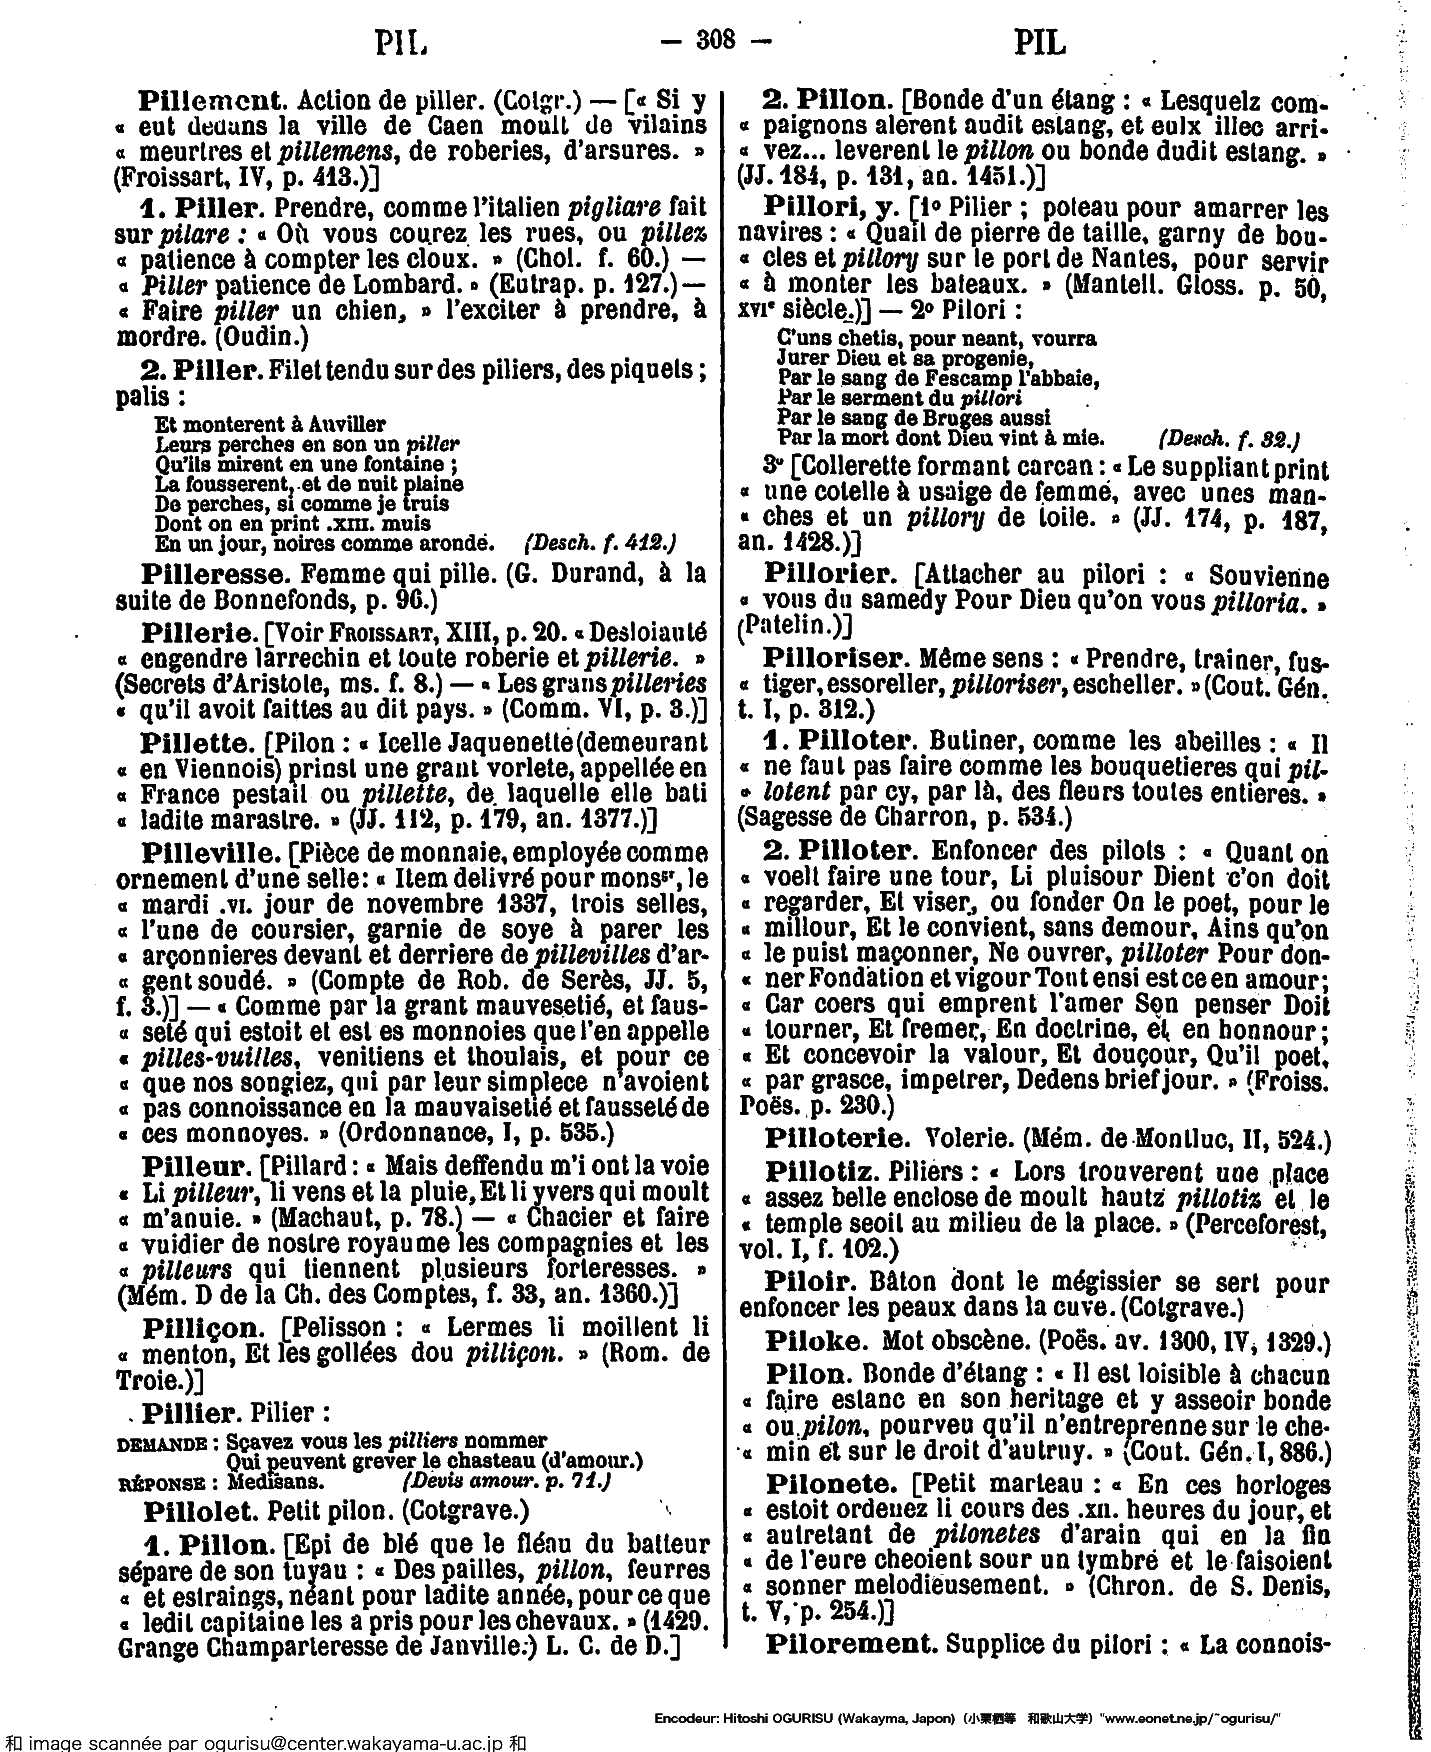 PIL — 308 — PIL
Pillement. Action de piller. (Cotgr.) — [« Si y
« eut dedans la ville de Caen moult de vilains
« meurtres et pillemens, de roberies, d'arsures. »
(Froissart, IV, p. 413.)]
1. Piller. Prendre, comme l'italien pigliare fait
sur pilare : « Où vous courez les rues, ou pillez
« patience à compter les cloux. » (Chol. f. 60.) —
« Piller patience de Lombard. » (Eutrap. p. 127.) —
« Faire piller un chien, » l'exciter à prendre, à
mordre. (Oudin.)
2. Piller. Filet tendu sur des piliers, des piquets ;
palis :
Et monterent à Anviller
Leurs perches en son un piller
Qu'ils mirent en une fontaine ;
La fousserent, et de nuit plaine
De perches, si comme je truis
Dont on en print .XIII. muis
En un jour, noires comme arondé. (Desch. f. 412.)
Pilleresse. Femme qui pille. (G. Durand, à la
suite de Bonnefonds, p. 96.)
Pillerie. [Voir FROISSART, XIII, p. 20. « Desloiauté
« engendre larrechin et toute roberie et pillerie. »
(Secrets d'Aristote, ms. f. 8.) — « Les grans pilleries
« qu'il avoit faittes au dit pays. » (Comm. VI, p. 3.)]
Pillette. [Pilon : « Icelle Jaquenette (demeurant
« en Viennois) prinst une grant vorlete, appellée en
« France pestail ou pillette, de laquelle elle bati
« ladite marastre. » (JJ. 112, p. 179, an. 1377.)]
Pilleville. [Pièce de monnaie, employée comme
ornement d'une selle: « Item delivré pour monssr, le
« mardi .VI. jour de novembre 1337, trois selles,
« l'une de coursier, garnie de soye à parer les
« arçonnieres devant et derriere de pillevilles d'ar-
« gent soudé. » (Compte de Rob. de Serès, JJ. 5,
f. 3.)] — « Comme par la grant mauvesetié, et faus-
« seté qui estoit et est es monnoies que l'en appelle
« pilles-vuilles, venitiens et thoulais, et pour ce
« que nos songiez, qui par leur simplece n'avoient
« pas connoissance en la mauvaisetié et fausseté de
« ces monnoyes. » (Ordonnance, I, p. 535.)
Pilleur. [Pillard : « Mais deffendu m'i ont la voie
« Li pilleur, li vens et la pluie, Et li yvers qui moult
« m'anuie. » (Machaut, p. 78.) — « Chacier et faire
« vuidier de nostre royaume les compagnies et les
« pilleurs qui tiennent plusieurs forteresses. »
(Mém. D de la Ch. des Comptes, f. 33, an. 1360.)]
Pilliçon. [Pelisson : « Lermes li moillent li
« menton, Et les gollées dou pilliçon. » (Rom. de
Troie.)]
Pillier. Pilier :
DEMANDE : Sçavez vous les pilliers nommer
Qui peuvent grever le chasteau (d'amour.)
RÉPONSE : Medisans. (Devis amour. p. 71.)
Pillolet. Petit pilon. (Cotgrave.)
1. Pillon. [Epi de blé que le fléau du batteur
sépare de son tuyau : « Des pailles, pillon, feurres
« et estraings, néant pour ladite année, pour ce que
« ledit capitaine les a pris pour les chevaux. » (1429.
Grange Champarteresse de Janville.) L. C. de D.]
2. Pillon. [Bonde d'un étang : « Lesquelz com-
« paignons alerent audit estang, et eulx illec arri-
« vez... leverent le pillon ou bonde dudit estang. »
(JJ. 184, p. 131, an. 1451.)]
Pillori, y. [1º Pilier ; poteau pour amarrer les
navires : « Quail de pierre de taille, garny de bou-
« cles et pillory sur le port de Nantes, pour servir
« à monter les bateaux. » (Mantell. Gloss. p. 50,
XVIe siècle.)] — 2º Pilori :
C'uns chetis, pour neant, vourra
Jurer Dieu et sa progenie,
Par le sang de Fescamp l'abbaie,
Par le serment du pillori
Par le sang de Bruges aussi
Par la mort dont Dieu vint à mie. (Desch. f. 32.)
3º [Collerette formant carcan : « Le suppliant print
« une cotelle à usaige de femme, avec unes man-
« ches et un pillory de toile. » (JJ. 174, p. 187,
an. 1428.)]
Pillorier. [Attacher au pilori : « Souvienne
« vous du samedy Pour Dieu qu'on vous pilloria. »
(Patelin.)]
Pilloriser. Même sens : « Prendre, trainer, fus-
« tiger, essoreller, pilloriser, escheller. » (Cout. Gén.
t. I, p. 312.)
1. Pilloter. Butiner, comme les abeilles : « Il
« ne faut pas faire comme les bouquetieres qui pil-
» lotent par cy, par là, des fleurs toutes entieres. »
(Sagesse de Charron, p. 534.)
2. Pilloter. Enfoncer des pilots : « Quant on
« voelt faire une tour, Li pluisour Dient c'on doit
« regarder, Et viser, ou fonder On le poet, pour le
« millour, Et le convient, sans demour, Ains qu'on
« le puist maçonner, Ne ouvrer, pilloter Pour don-
« ner Fondation et vigour Tout ensi est ce en amour ;
« Car coers qui emprent l'amer Son penser Doit
« tourner, Et fremer, En doctrine, et en honnour ;
« Et concevoir la valour, Et douçour, Qu'il poet,
« par grasce, impetrer, Dedens brief jour. » (Froiss.
Poës. p. 230.)
Pilloterie. Volerie. (Mém. de Montluc, II, 524.)
Pillotiz. Piliers : « Lors trouverent une place
« assez belle enclose de moult hautz pillotiz et le
« temple seoit au milieu de la place. » (Perceforest,
vol. I, f. 102.)
Piloir. Bâton dont le mégissier se sert pour
enfoncer les peaux dans la cuve. (Cotgrave.)
Piloke. Mot obscène. (Poës. av. 1300, IV, 1329.)
Pilon. Bonde d'étang : « Il est loisible à chacun
« faire estanc en son heritage et y asseoir bonde
« ou pilon, pourveu qu'il n'entreprenne sur le che-
« min et sur le droit d'autruy. » (Cout. Gén. I, 886.)
Pilonete. [Petit marteau : « En ces horloges
« estoit ordenez li cours des .XII. heures du jour, et
« autretant de pilonetes d'arain qui en la fin
« de l'eure cheoient sour un tymbre et le faisoient
« sonner melodieusement. » (Chron. de S. Denis,
t. V, p. 254.)]
Pilorement. Supplice du pilori : « La connois-
Encodeur: Hitoshi OGURISU (Wakayma, Japon) (小栗栖等 和歌山大学) "www.eonet.ne.jp/~ogurisu/"
和 image scannée par ogurisu@center.wakayama-u.ac.jp 和